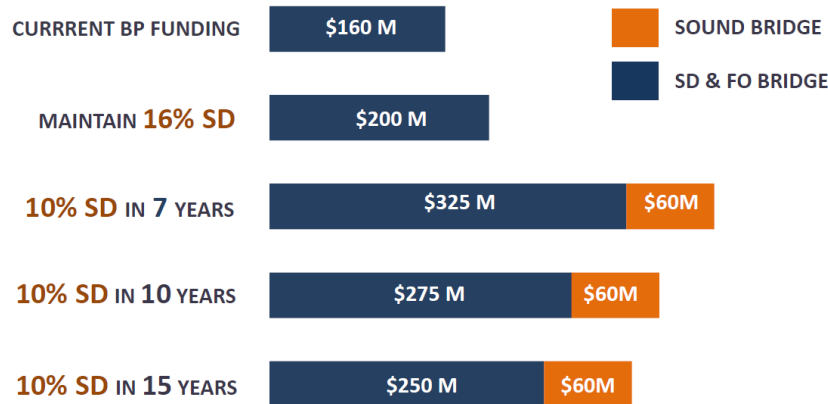 CURRRENT BP FUNDING
$160 M
SOUND BRIDGE
SD & FO BRIDGE
MAINTAIN 16% SD
$200 M
10% SD IN 7 YEARS
$325 M
$60M
10% SD IN 10 YEARS
$275 M
$60M
10% SD IN 15 YEARS
$250 M
$60M